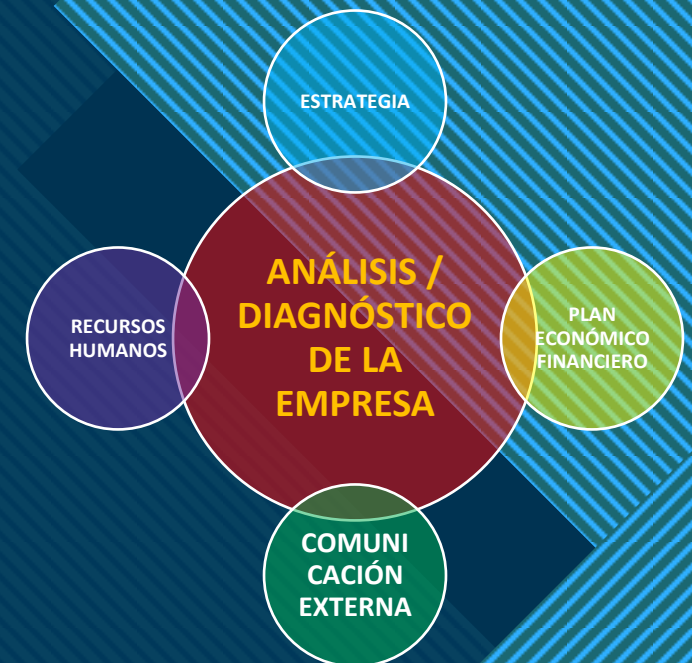 ESTRATEGIA
ANÁLISIS /
DIAGNÓSTICO
DE LA
EMPRESA
RECURSOS
HUMANOS
PLAN
ECONÓMICO
FINANCIERO
COMUNI
CACIÓN
EXTERNA